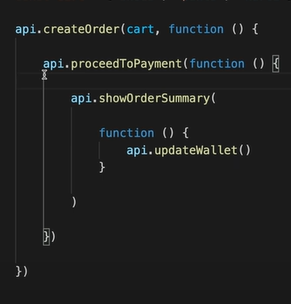 api.createOrder(cart, function () {
api.proceedToPayment(function () {
api.showOrderSummary(
function () {
api.updateWallet()
}
)
})
})